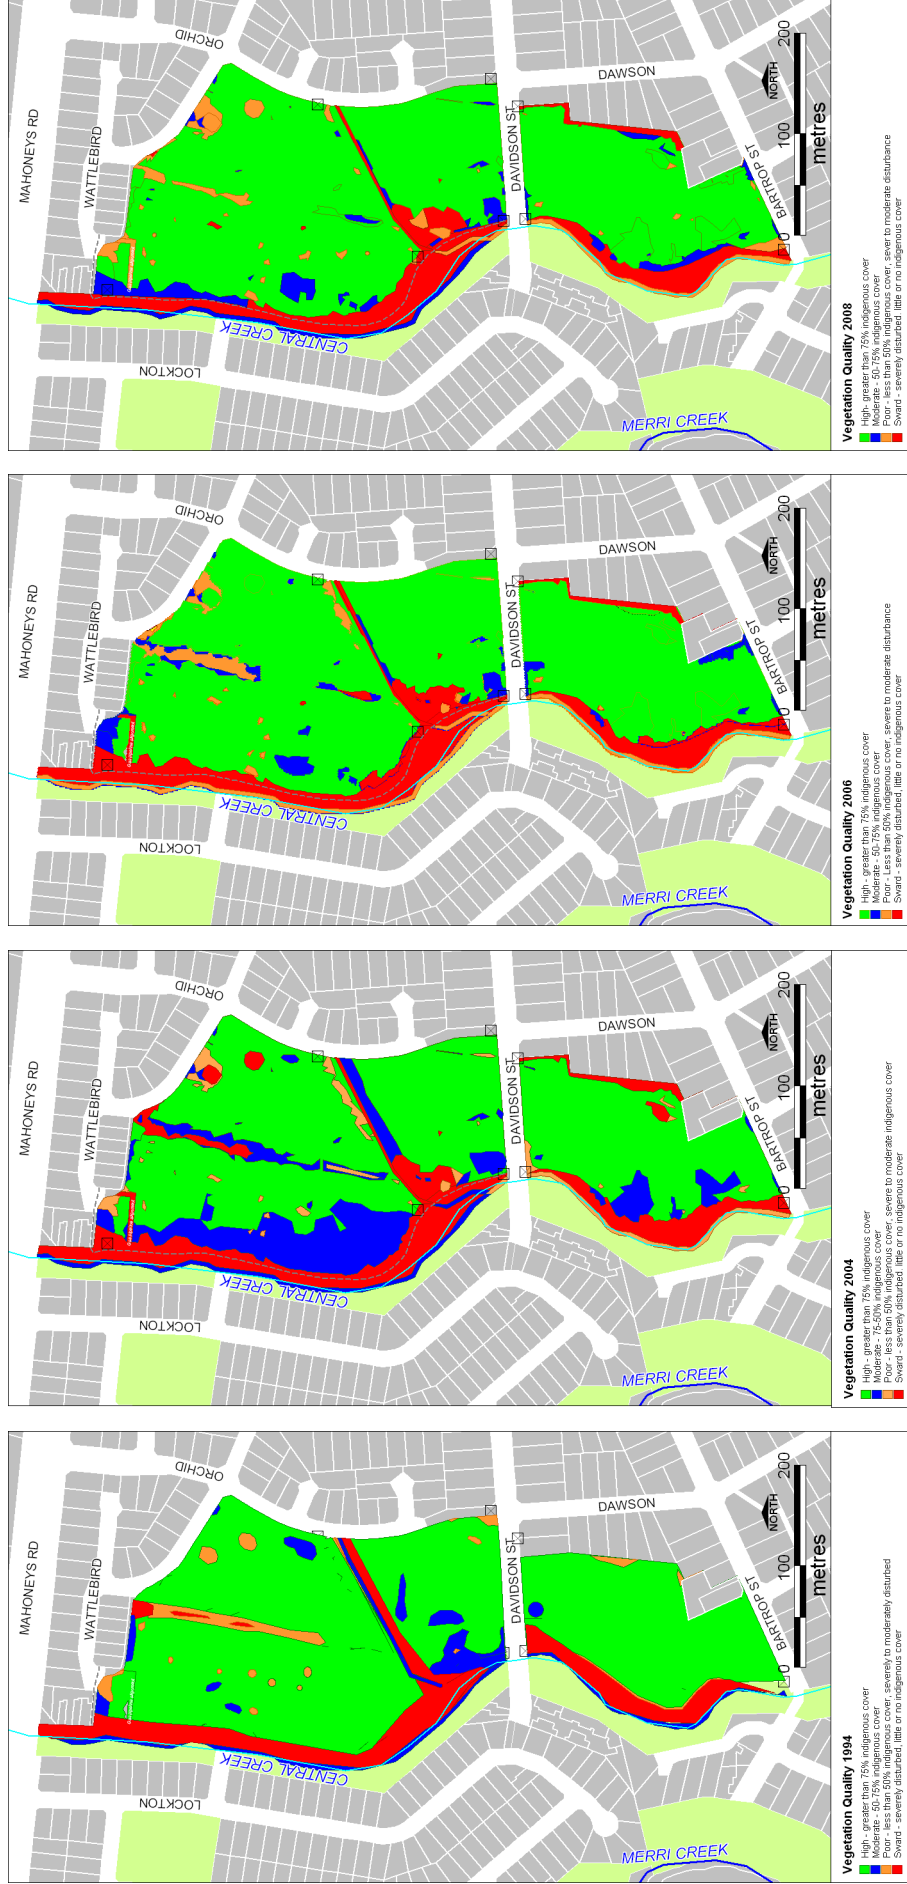 MAHONEYS RD
WATTLEBIRD
ORCHID
LOCKTON
CENTRAL CREEK
DAVIDSON ST
DAWSON
BARTROP ST
MERRI CREEK
NORTH
0 100 200
metres
Vegetation Quality 2008
High- greater than 75% indigenous cover
Moderate - 50-75% indigenous cover
Poor - less than 50% indigenous cover, sever to moderate disturbance
Sward - severely disturbed. little or no indigenous cover
MAHONEYS RD
WATTLEBIRD
ORCHID
LOCKTON
CENTRAL CREEK
DAVIDSON ST
DAWSON
BARTROP ST
MERRI CREEK
NORTH
0 100 200
metres
Vegetation Quality 2006
High - greater than 75% indigenous cover
Moderate - 50-75% indigenous cover
Poor - Less than 50% indigenous cover, severe to moderate disturbance
Sward - severely disturbed, little or no indigenous cover
MAHONEYS RD
WATTLEBIRD
ORCHID
LOCKTON
CENTRAL CREEK
DAVIDSON ST
DAWSON
BARTROP ST
MERRI CREEK
NORTH
0 100 200
metres
Vegetation Quality 2004
High - greater than 75% indigenous cover
Moderate - 75-50% indigenous cover
Poor - less than 50% indigenous cover, severe to moderate indigenous cover
Sward - severely disturbed. little or no indigenous cover
MAHONEYS RD
WATTLEBIRD
ORCHID
LOCKTON
CENTRAL CREEK
DAVIDSON ST
DAWSON
BARTROP ST
MERRI CREEK
NORTH
0 100 200
metres
Vegetation Quality 1994
High - greater than 75% indigenous cover
Moderate - 50-75% indigenous cover
Poor - less than 50% indigenous cover, severely to moderately disturbed
Sward - severely disturbed, little or no indigenous cover